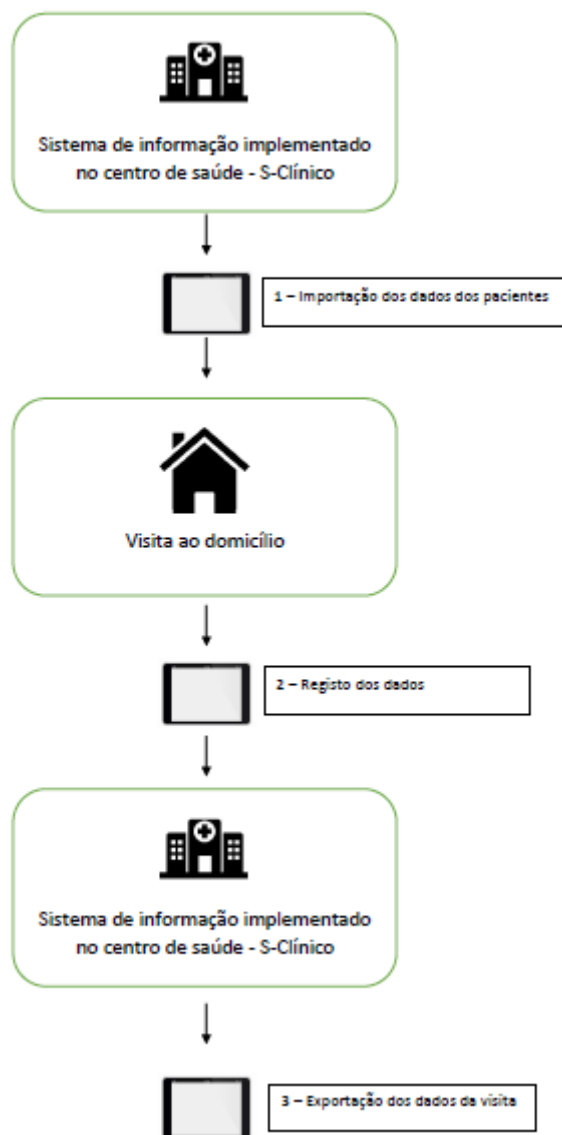 Sistema de informação implementado
no centro de saúde - S-Clínico
1 – Importação dos dados dos pacientes
Visita ao domicílio
2 – Registo dos dados
Sistema de informação implementado
no centro de saúde - S-Clínico
3 – Exportação dos dados da visita